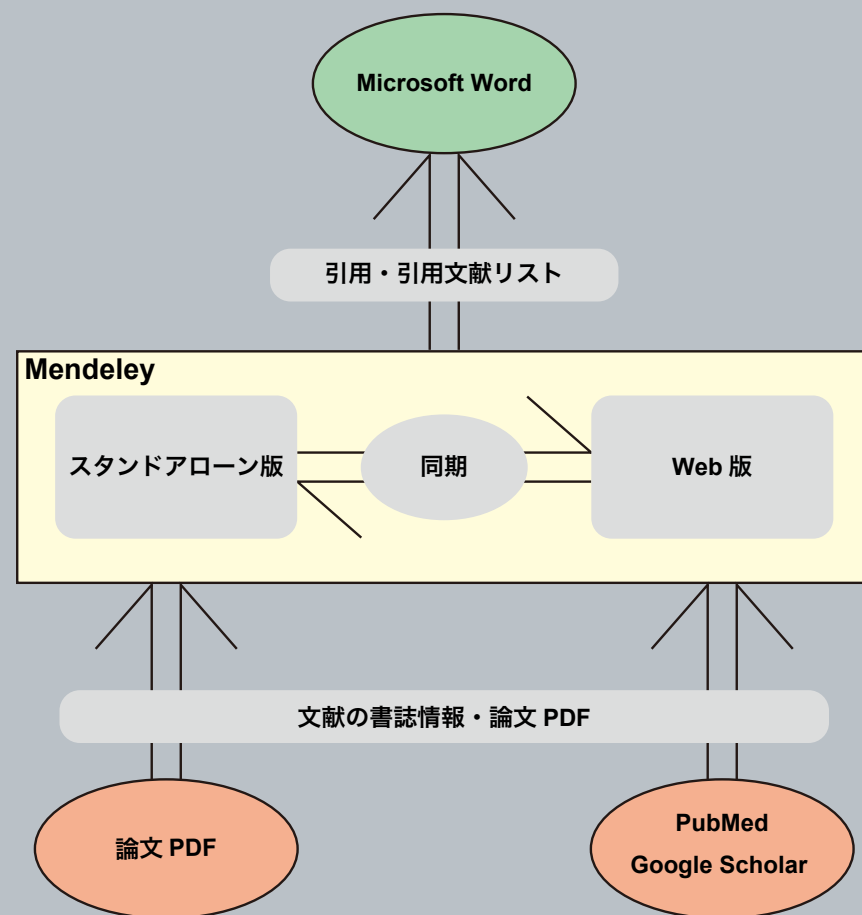 Microsoft Word
引用・引用文献リスト
Mendeley
スタンドアローン版
同期
Web 版
文献の書誌情報・論文 PDF
論文 PDF
PubMed
Google Scholar